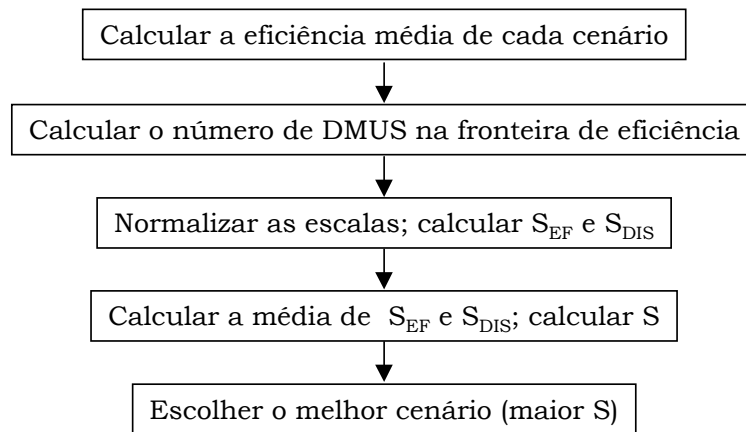 Calcular a eficiência média de cada cenário
Calcular o número de DMUS na fronteira de eficiência
Normalizar as escalas; calcular S_EF e S_DIS
Calcular a média de S_EF e S_DIS; calcular S
Escolher o melhor cenário (maior S)